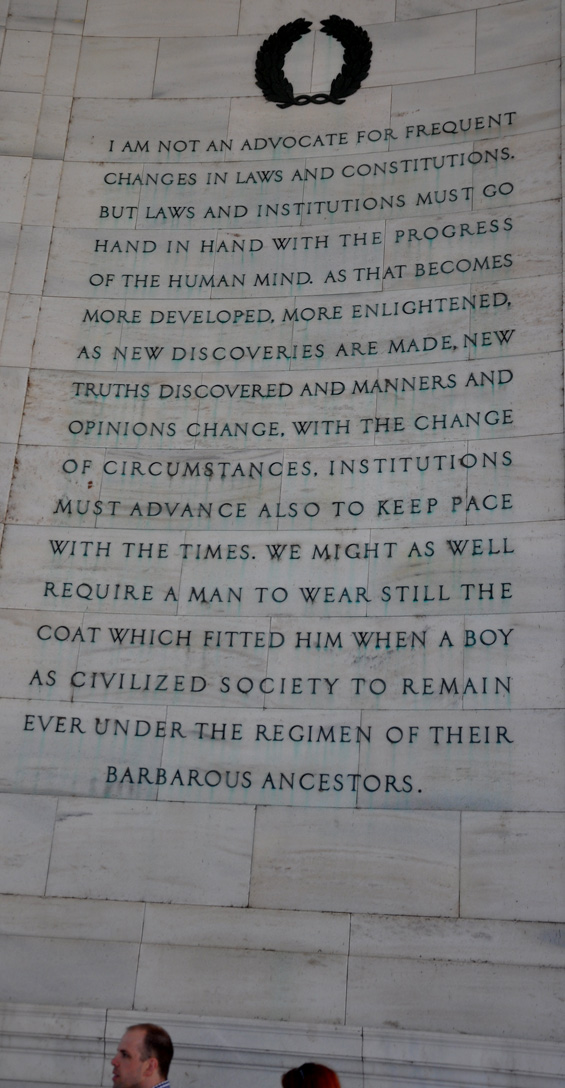 I AM NOT AN ADVOCATE FOR FREQUENT
CHANGES IN LAWS AND CONSTITUTIONS.
BUT LAWS AND INSTITUTIONS MUST GO
HAND IN HAND WITH THE PROGRESS
OF THE HUMAN MIND. AS THAT BECOMES
MORE DEVELOPED, MORE ENLIGHTENED,
AS NEW DISCOVERIES ARE MADE, NEW
TRUTHS DISCOVERED AND MANNERS AND
OPINIONS CHANGE, WITH THE CHANGE
OF CIRCUMSTANCES, INSTITUTIONS
MUST ADVANCE ALSO TO KEEP PACE
WITH THE TIMES. WE MIGHT AS WELL
REQUIRE A MAN TO WEAR STILL THE
COAT WHICH FITTED HIM WHEN A BOY
AS CIVILIZED SOCIETY TO REMAIN
EVER UNDER THE REGIMEN OF THEIR
BARBAROUS ANCESTORS.